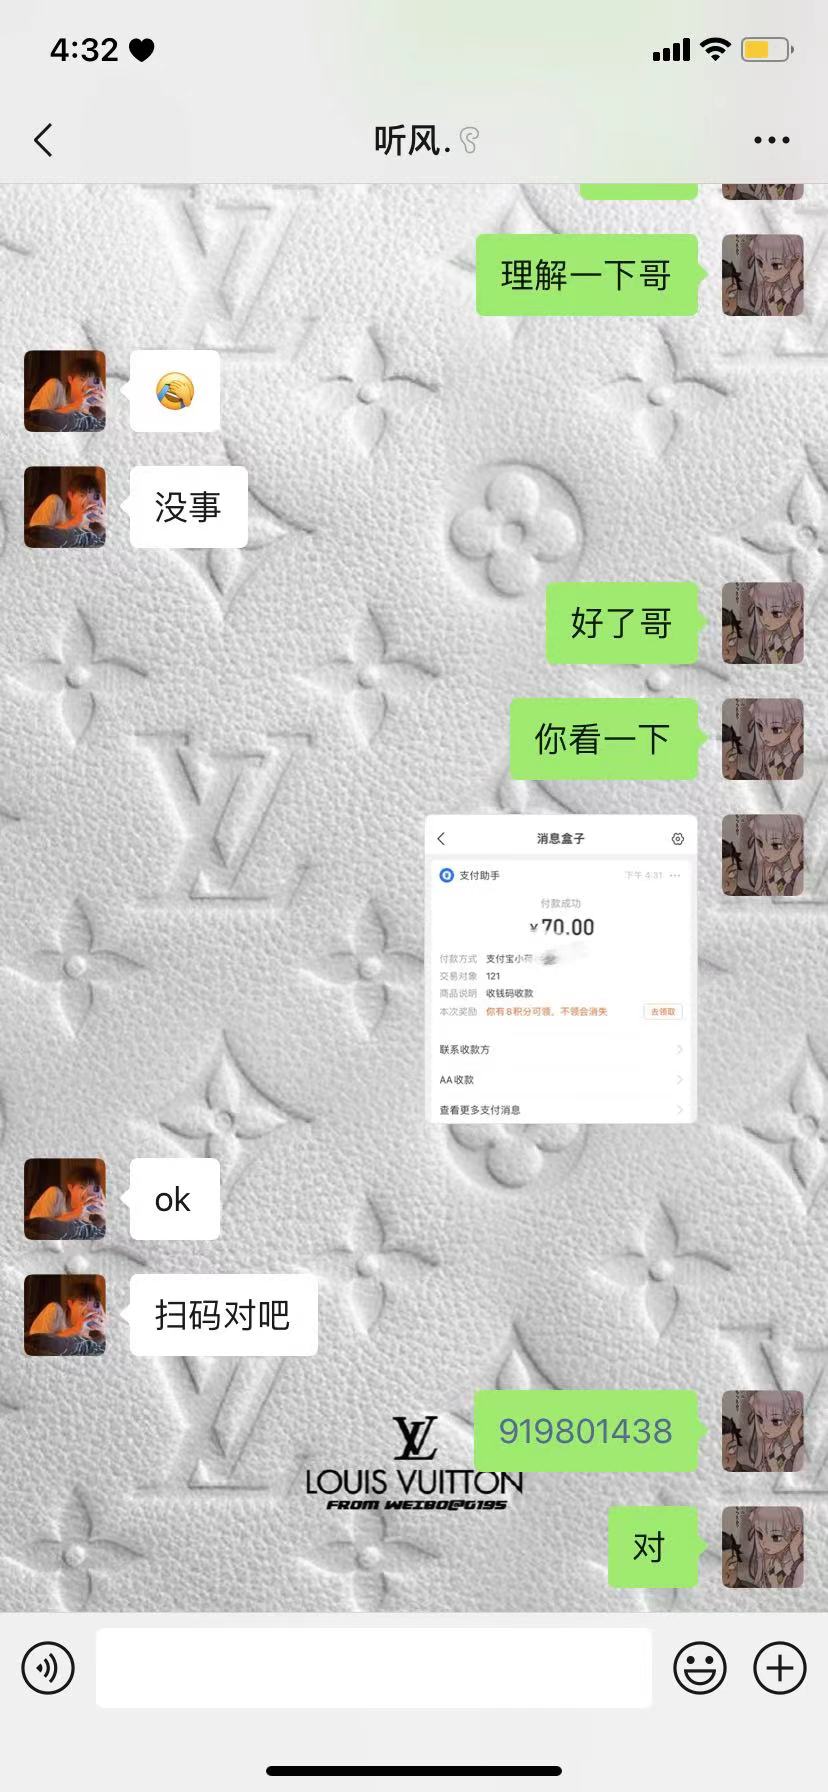 4:32
听风.
理解一下哥
没事
好了哥
你看一下
消息盒子
支付助手
下午 4:31
付款成功
¥70.00
付款方式 支付宝小荷
交易对象 121
商品说明 收钱码收款
本次奖励 你有8积分可领，不领会消失 去领取
联系收款方
AA收款
查看更多支付消息
ok
扫码对吧
919801438
LOUIS VUITTON
FROM WEIBO@G195
对